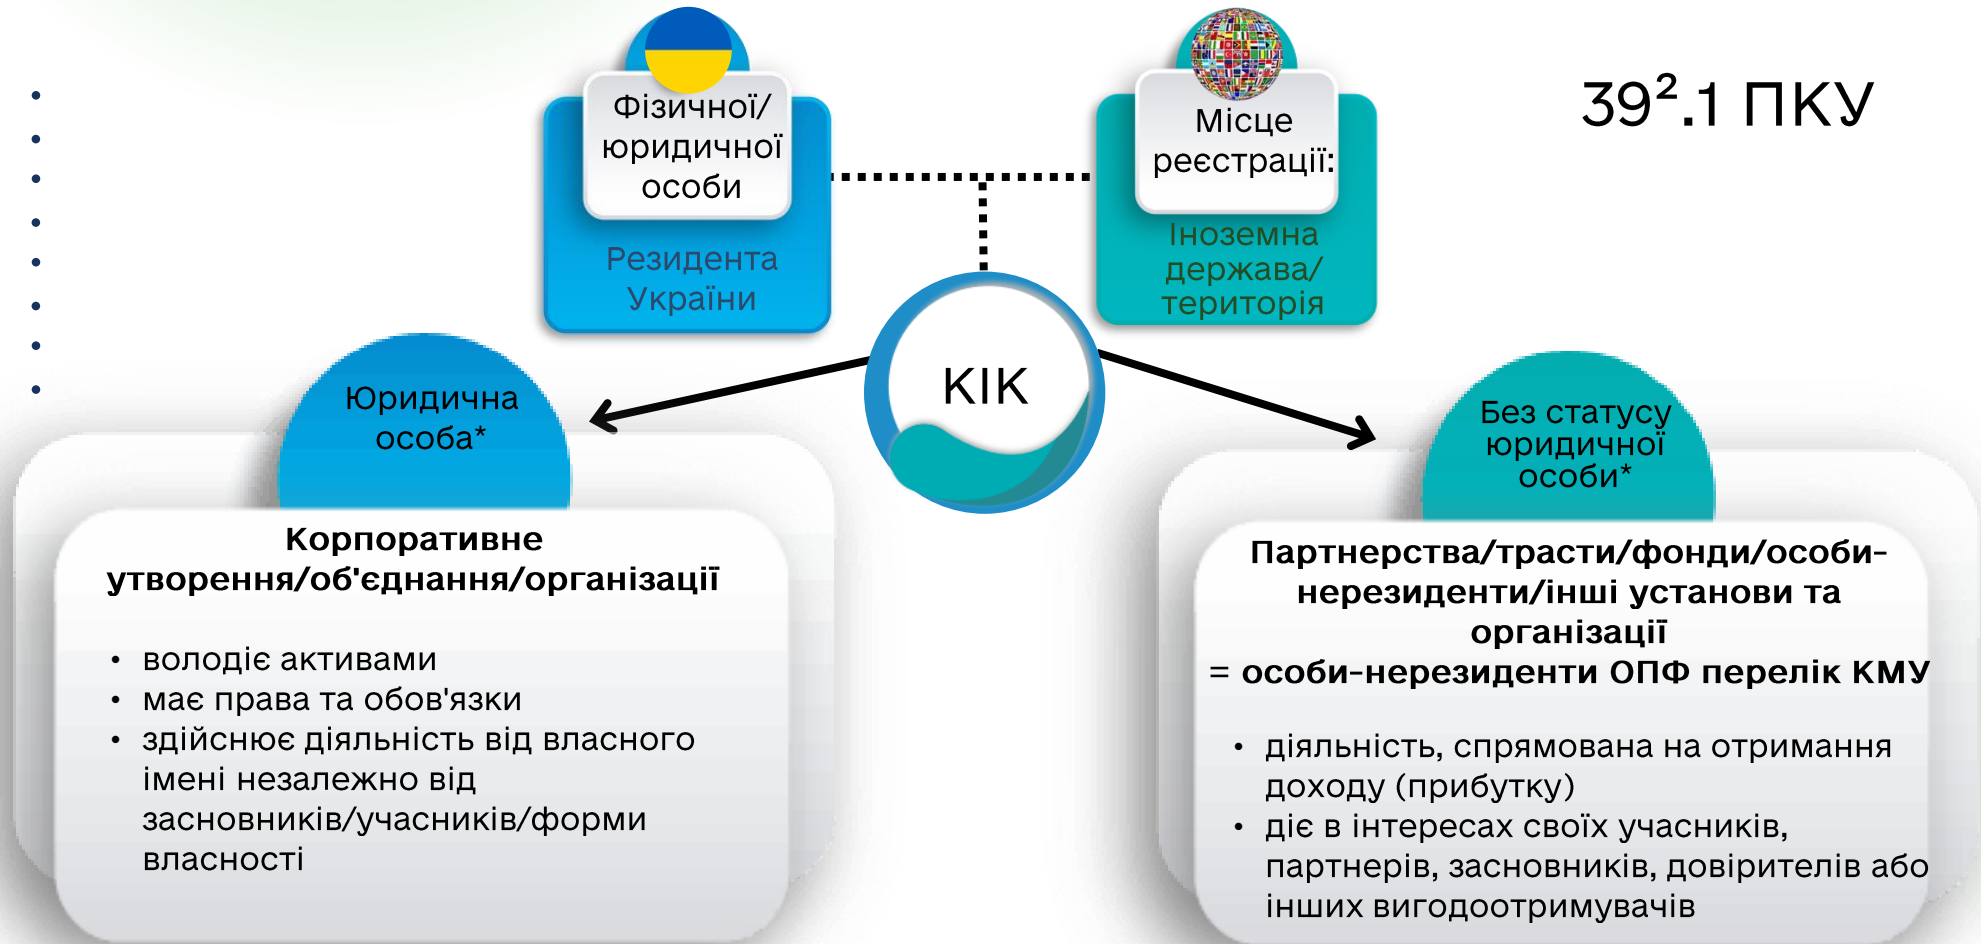 39².1 ПКУ
Фізичної/
юридичної
особи
Резидента
України
Місце
реєстрації:
Іноземна
держава/
територія
КІК
Юридична
особа*
Корпоративне
утворення/об'єднання/організації
• володіє активами
• має права та обов'язки
• здійснює діяльність від власного
імені незалежно від
засновників/учасників/форми
власності
Без статусу
юридичної
особи*
Партнерства/трасти/фонди/особи-
нерезиденти/інші установи та
організації
= особи-нерезиденти ОПФ перелік КМУ
• діяльність, спрямована на отримання
доходу (прибутку)
• діє в інтересах своїх учасників,
партнерів, засновників, довірителів або
інших вигодоотримувачів